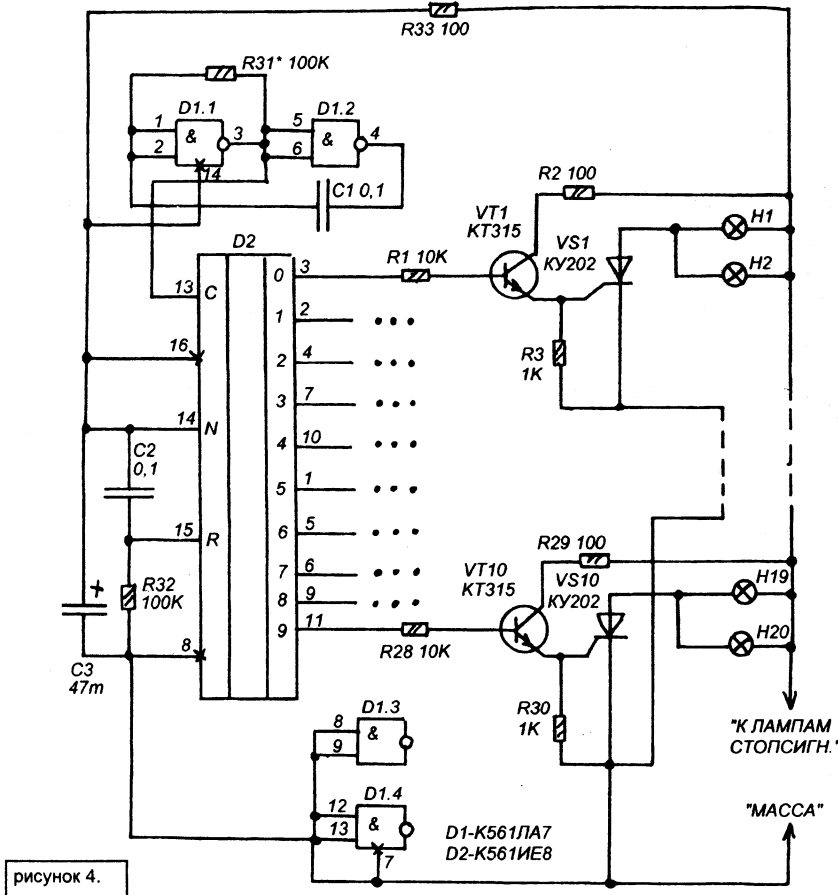 R33 100
R31* 100K
D1.1
D1.2
1
2
&
3
14
5
6
&
4
C1 0,1
R2 100
VT1
КТ315
VS1
КУ202
H1
H2
D2
13
C
0
3
R1 10K
1
2
16
2
4
R3
1K
3
7
14
N
C2
0,1
4
10
5
1
15
R
6
5
R29 100
R32
100K
7
6
VT10
КТ315
VS10
КУ202
H19
8
9
+
9
11
R28 10K
H20
8
C3
47m
D1.3
8
9
&
R30
1K
"К ЛАМПАМ
СТОПСИГН."
D1.4
12
13
&
7
D1-К561ЛА7
D2-К561ИЕ8
"МАССА"
рисунок 4.